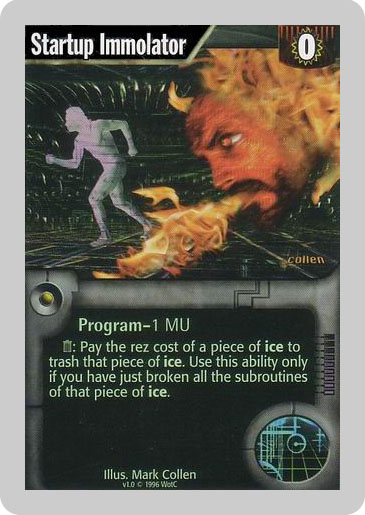 Startup Immolator
0
collen
Program-1 MU
: Pay the rez cost of a piece of ice to
trash that piece of ice. Use this ability only
if you have just broken all the subroutines
of that piece of ice.
Illus. Mark Collen
v1.0 © 1996 WotC